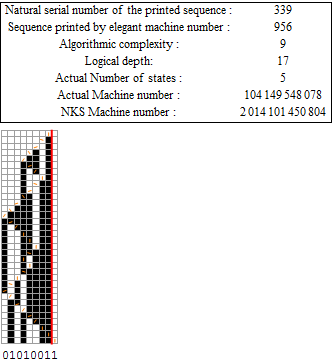 Natural serial number of the printed sequence : 339
Sequence printed by elegant machine number : 956
Algorithmic complexity : 9
Logical depth: 17
Actual Number of states : 5
Actual Machine number : 104 149 548 078
NKS Machine number : 2 014 101 450 804
01010011